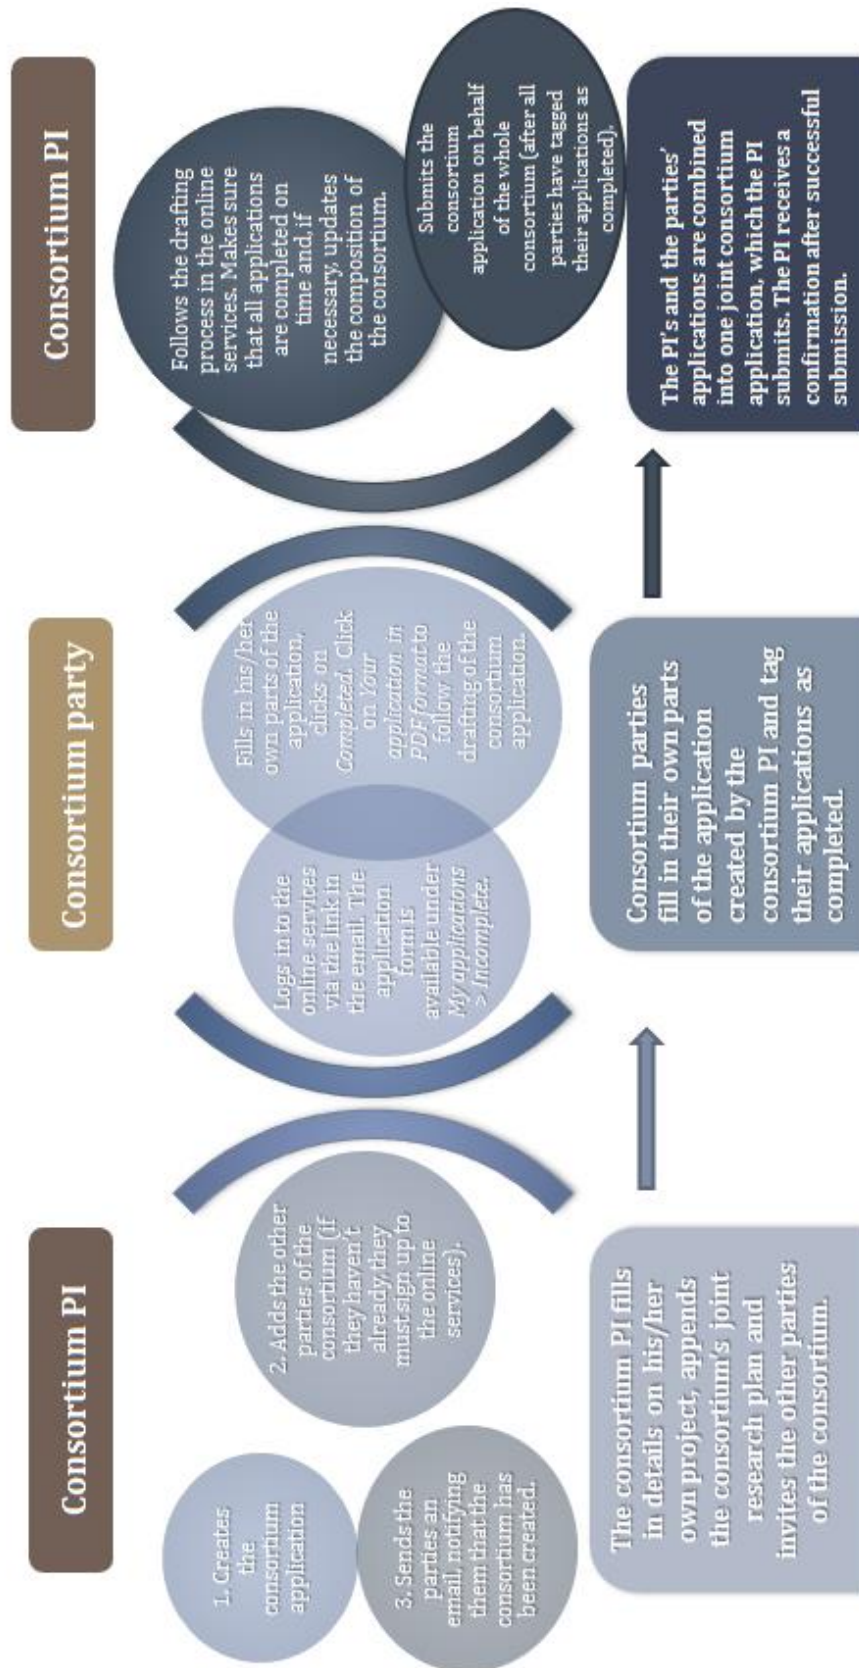 Consortium PI
1. Creates
the
consortium
application
2. Adds the other
parties of the
consortium (if
they haven't
already, they
must sign up to
the online
services).
3. Sends the
parties an
email, notifying
them that the
consortium has
been created.
The consortium PI fills
in details on his/her
own project, appends
the consortium's joint
research plan and
invites the other parties
of the consortium.
Consortium party
Logs in to the
online services
via the link in
the email. The
application
form is
available under
My applications
> Incomplete.
Fills in his/her
own parts of the
application,
clicks on
Completed. Click
on Your
application in
PDF format to
follow the
drafting of the
consortium
application.
Consortium parties
fill in their own parts
of the application
created by the
consortium PI and tag
their applications as
completed.
Consortium PI
Follows the drafting
process in the online
services. Makes sure
that all applications
are completed on
time and, if
necessary, updates
the composition of
the consortium.
Submits the
consortium
application on behalf
of the whole
consortium (after all
parties have tagged
their applications as
completed).
The PI's and the parties'
applications are combined
into one joint consortium
application, which the PI
submits. The PI receives a
confirmation after successful
submission.